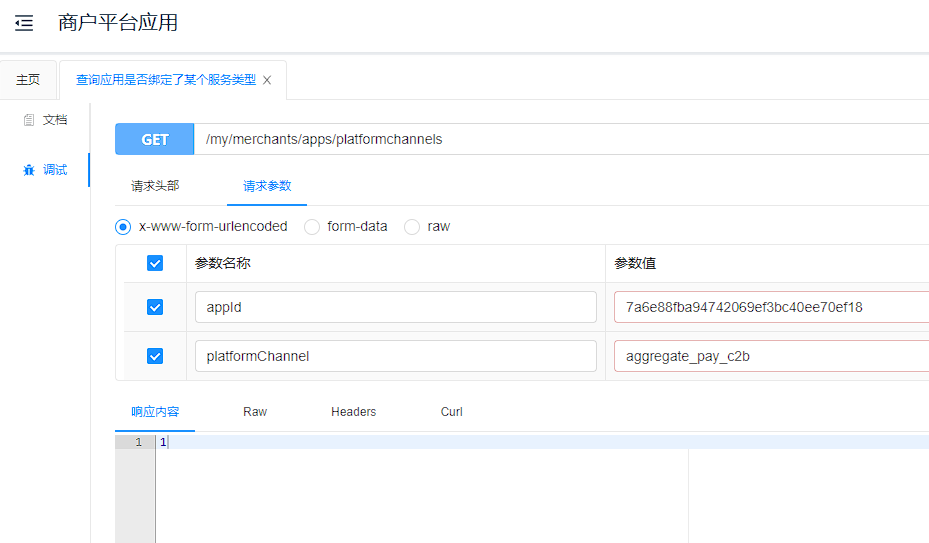 商户平台应用
主页
查询应用是否绑定了某个服务类型
文档
调试
GET /my/merchants/apps/platformchannels
请求头部 请求参数
x-www-form-urlencoded form-data raw
参数名称 参数值
appId 7a6e88fba94742069ef3bc40ee70ef18
platformChannel aggregate_pay_c2b
响应内容 Raw Headers Curl
1 1